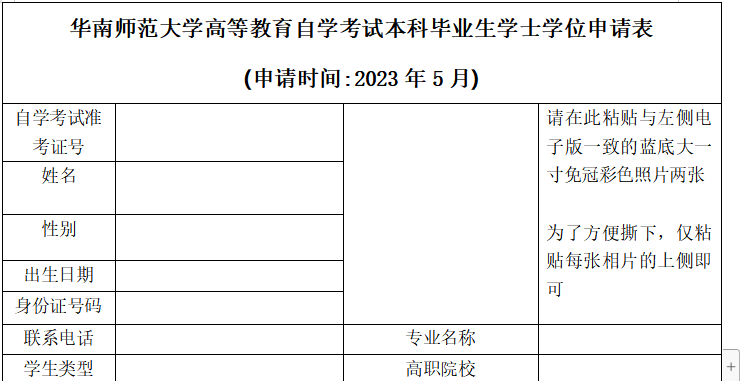 华南师范大学高等教育自学考试本科毕业生学士学位申请表
(申请时间:2023年5月)
自学考试准
考证号
请在此粘贴与左侧电
子版一致的蓝底大一
寸免冠彩色照片两张
为了方便撕下，仅粘
贴每张相片的上侧即
可
姓名
性别
出生日期
身份证号码
联系电话
专业名称
学生类型
高职院校